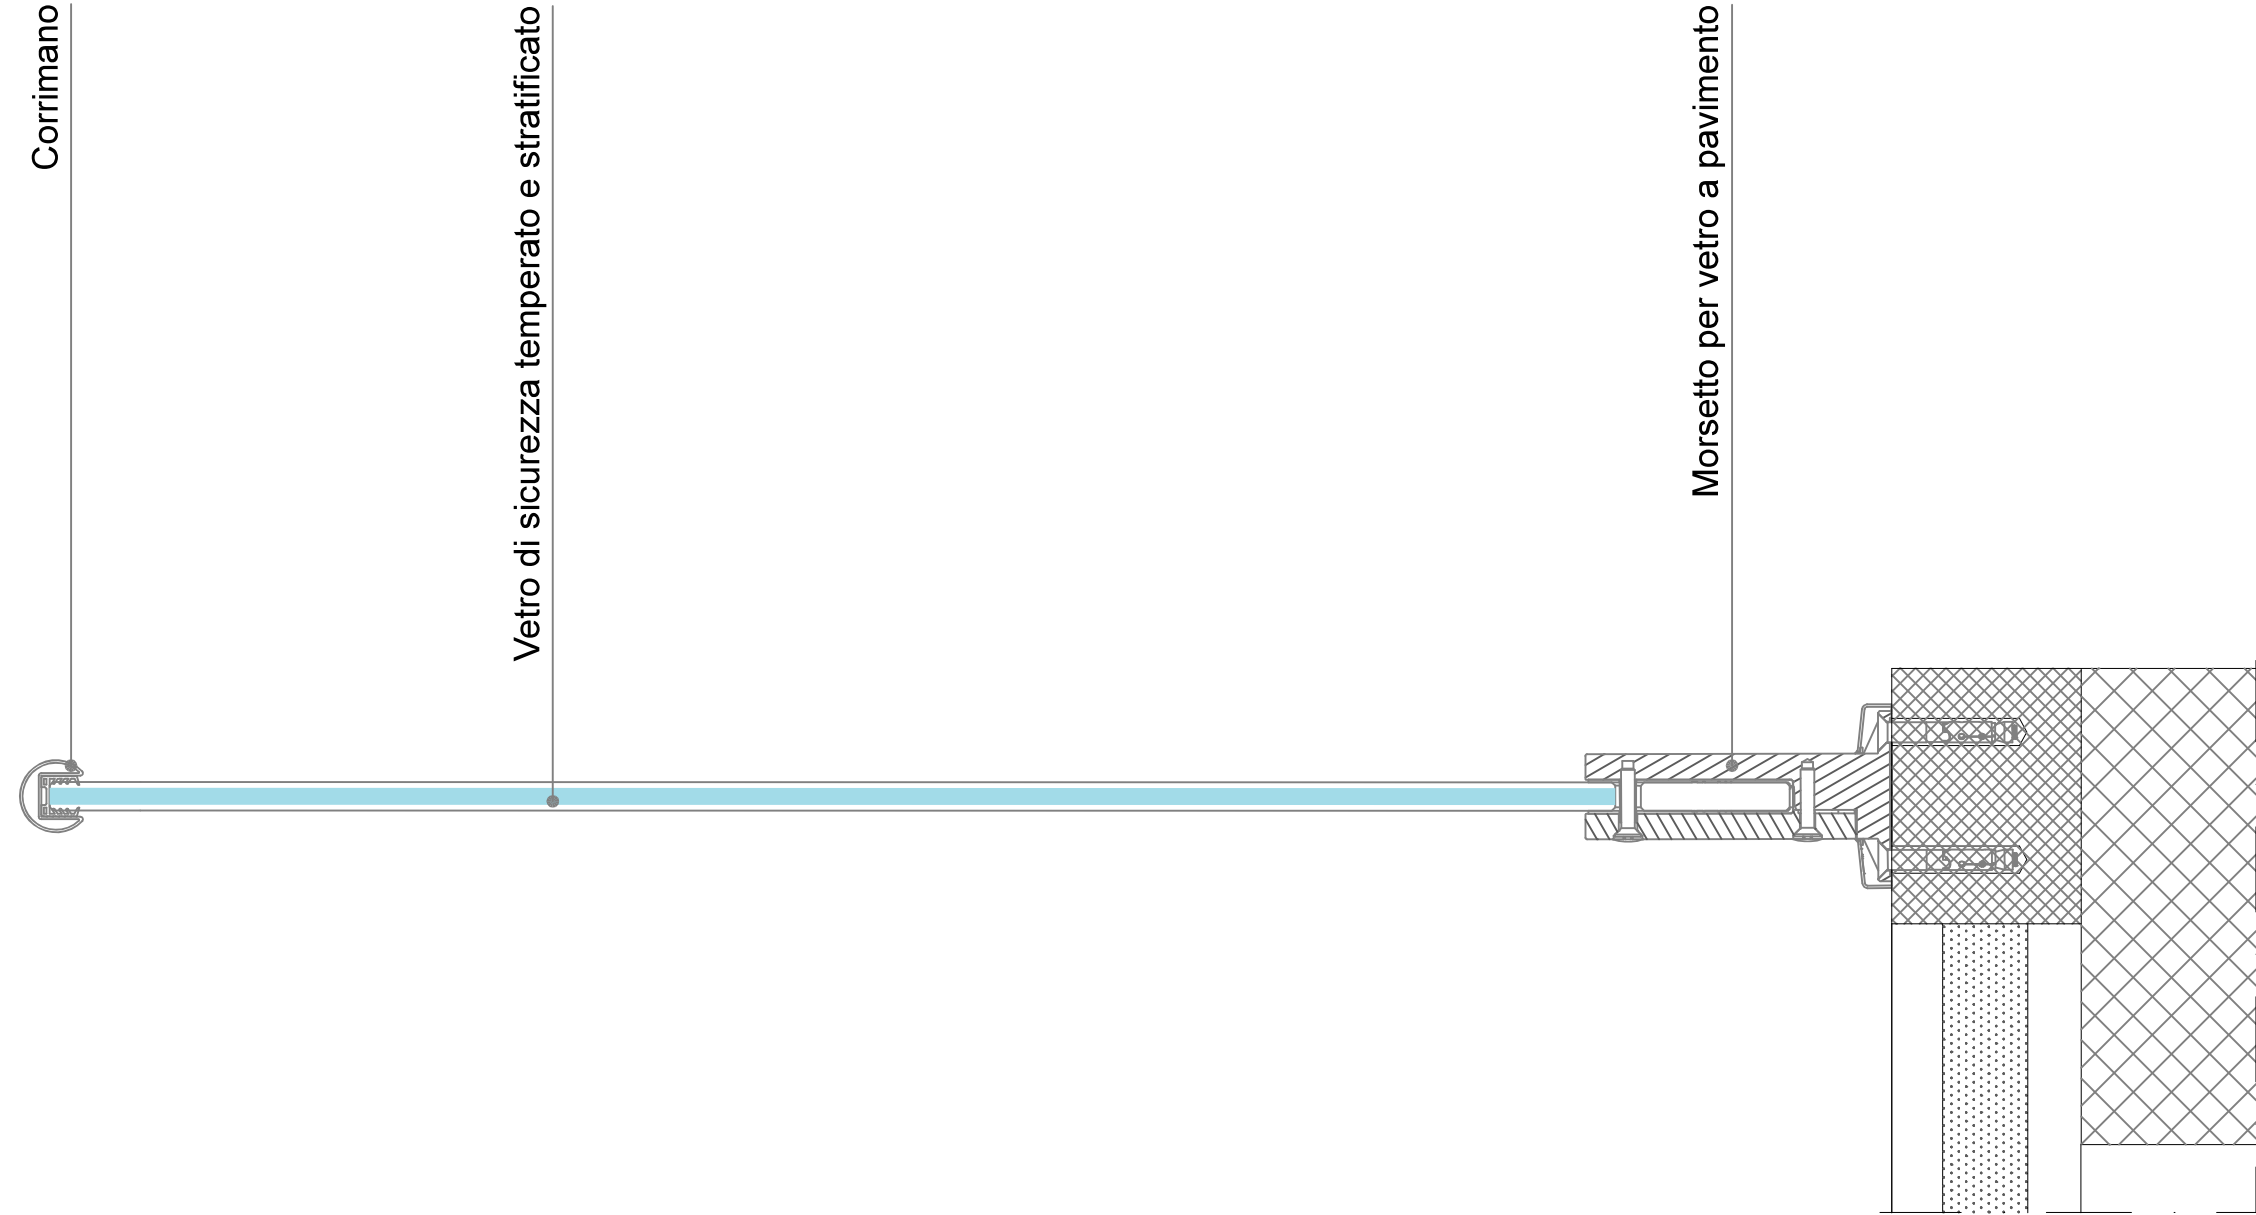 Corrimano
Vetro di sicurezza temperato e stratificato
Morsetto per vetro a pavimento